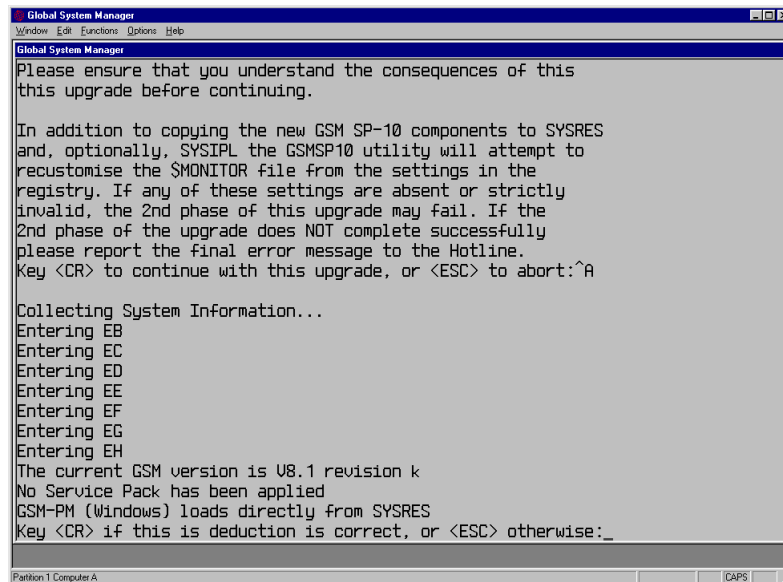 Global System Manager
Window Edit Functions Options Help
Global System Manager
Please ensure that you understand the consequences of this
this upgrade before continuing.
In addition to copying the new GSM SP-10 components to SYSRES
and, optionally, SYSIPL the GSMSP10 utility will attempt to
recustomise the $MONITOR file from the settings in the
registry. If any of these settings are absent or strictly
invalid, the 2nd phase of this upgrade may fail. If the
2nd phase of the upgrade does NOT complete successfully
please report the final error message to the Hotline.
Key <CR> to continue with this upgrade, or <ESC> to abort:^A
Collecting System Information...
Entering EB
Entering EC
Entering ED
Entering EE
Entering EF
Entering EG
Entering EH
The current GSM version is V8.1 revision k
No Service Pack has been applied
GSM-PM (Windows) loads directly from SYSRES
Key <CR> if this is deduction is correct, or <ESC> otherwise:_
Partition 1 Computer A
CAPS